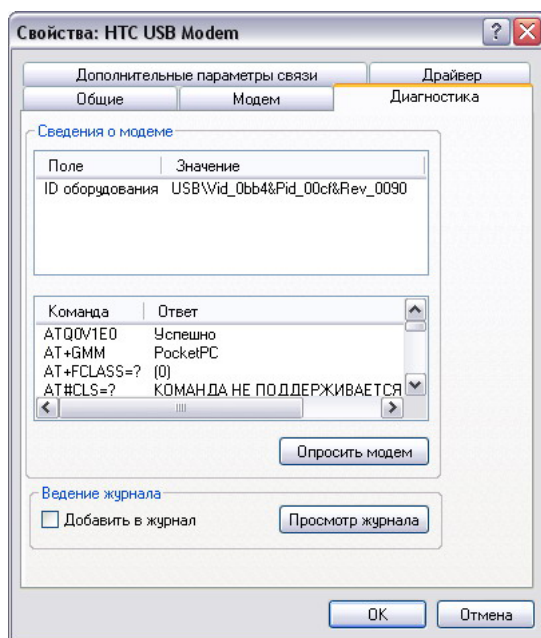 Свойства: HTC USB Modem
Дополнительные параметры связи Драйвер
Общие Модем Диагностика
Сведения о модеме
Поле Значение
ID оборудования USB\Vid_0bb4&Pid_00cf&Rev_0090
Команда Ответ
ATQ0V1E0 Успешно
AT+GMM PocketPC
AT+FCLASS=? (0)
AT#CLS=? КОМАНДА НЕ ПОДДЕРЖИВАЕТСЯ
Опросить модем
Ведение журнала
Добавить в журнал Просмотр журнала
OK Отмена